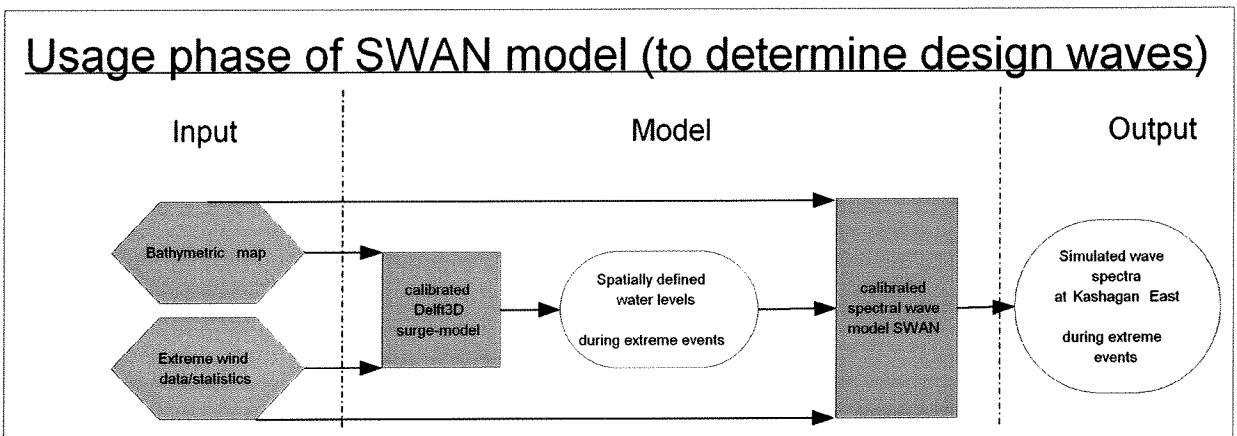 Usage phase of SWAN model (to determine design waves)
Input
Model
Output
Bathymetric map
Extreme wind
data/statistics
calibrated
Delft3D
surge-model
Spatially defined
water levels
during extreme events
calibrated
spectral wave
model SWAN
Simulated wave
spectra
at Kashagan East
during extreme
events